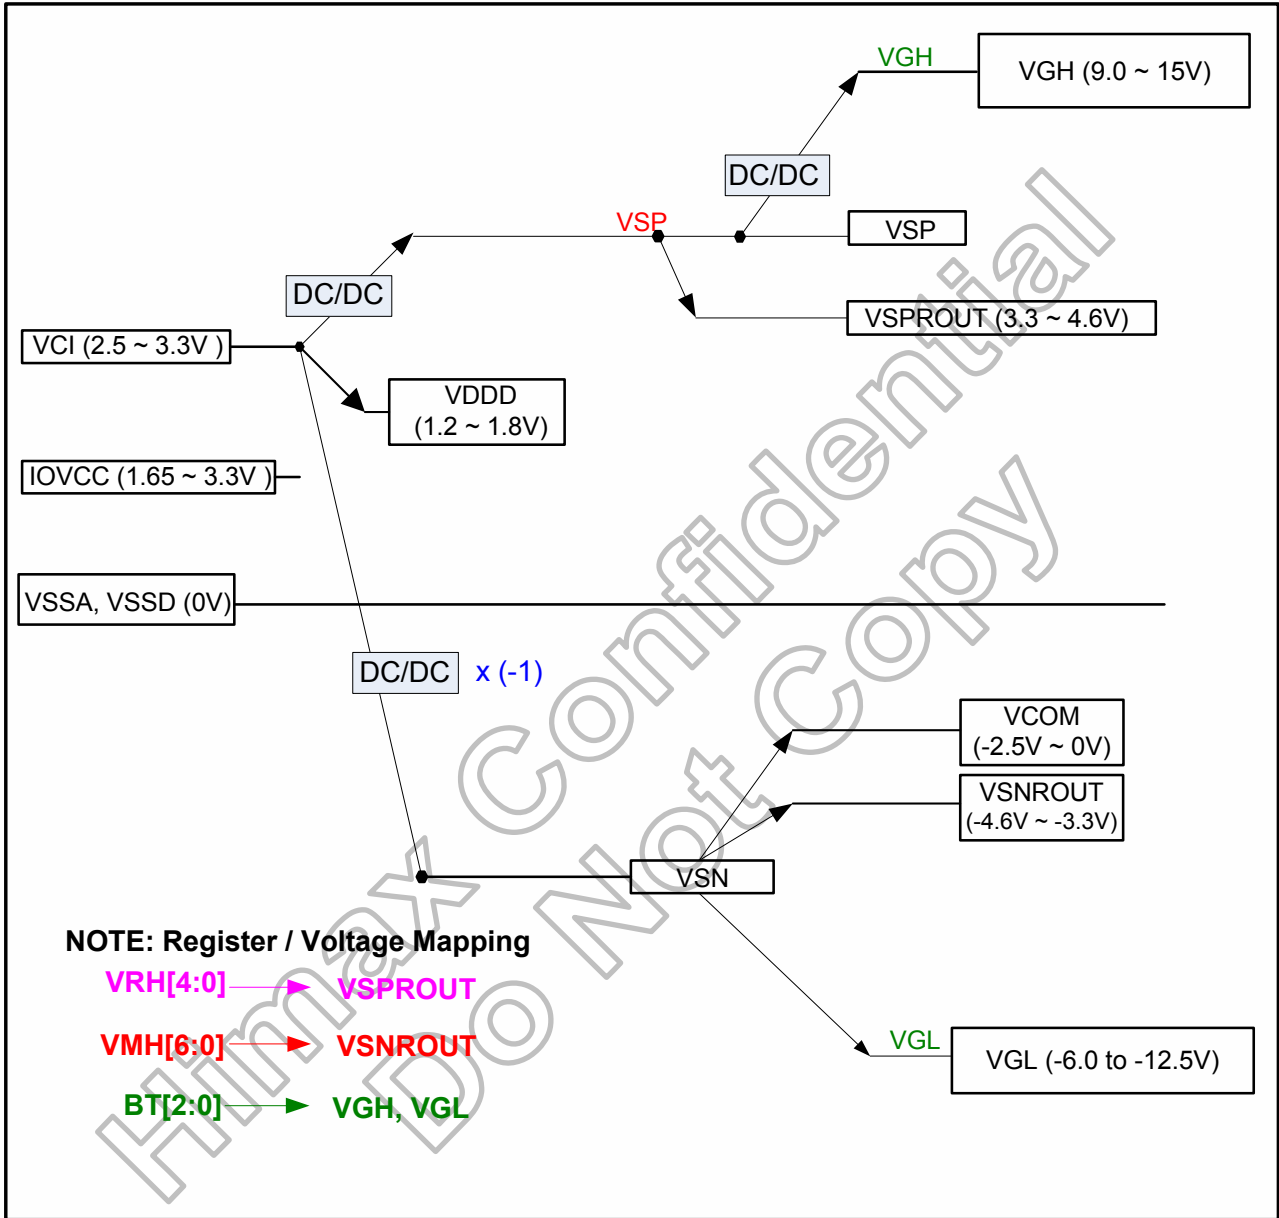 VGH
VGH (9.0 ~ 15V)
DC/DC
VSP
VSP
DC/DC
VSPROUT (3.3 ~ 4.6V)
VCI (2.5 ~ 3.3V )
VDDD
(1.2 ~ 1.8V)
IOVCC (1.65 ~ 3.3V )
VSSA, VSSD (0V)
DC/DC
x (-1)
VCOM
(-2.5V ~ 0V)
VSNROUT
(-4.6V ~ -3.3V)
VSN
NOTE: Register / Voltage Mapping
VRH[4:0]
VSPROUT
VMH[6:0]
VSNROUT
VGL
VGL (-6.0 to -12.5V)
BT[2:0]
VGH, VGL
Himax Confidential
Do Not Copy